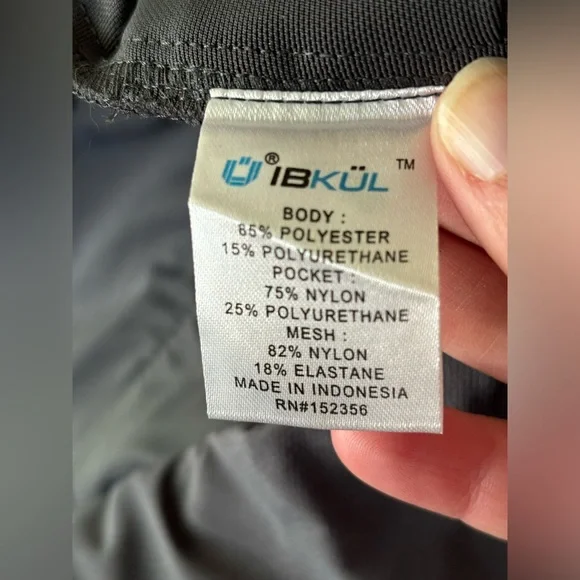 ® IBKÜL ™
BODY :
85% POLYESTER
15% POLYURETHANE
POCKET :
75% NYLON
25% POLYURETHANE
MESH :
82% NYLON
18% ELASTANE
MADE IN INDONESIA
RN#152356